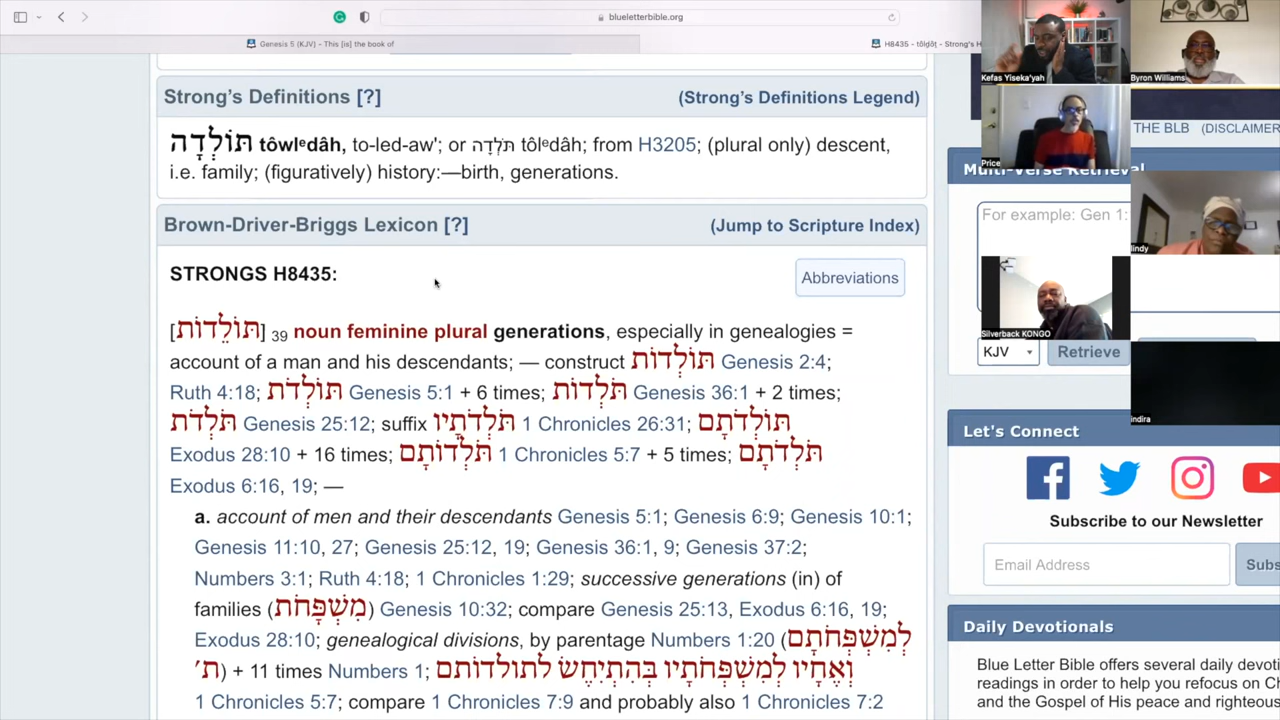 blueletterbible.org
Genesis 5 (KJV) - This [is] the book of
H8435 - tôlḏôṯ - Strong's H
Strong's Definitions [?]
(Strong's Definitions Legend)
תּוֹלְדָה tôwlᵉdâh, to-led-aw'; or תֹּלְדָה tôlᵉdâh; from H3205; (plural only) descent,
i.e. family; (figuratively) history:—birth, generations.
Brown-Driver-Briggs Lexicon [?]
(Jump to Scripture Index)
STRONGS H8435:
Abbreviations
[תּוֹלֵדוֹת] 39 noun feminine plural generations, especially in genealogies =
account of a man and his descendants; — construct תּוֹלְדוֹת Genesis 2:4;
Ruth 4:18; תּוֹלְדֹת Genesis 5:1 + 6 times; תֹּלְדוֹת Genesis 36:1 + 2 times;
תֹּלְדֹת Genesis 25:12; suffix תֹּלְדֹתָיו 1 Chronicles 26:31; תּוֹלְדֹתָם
Exodus 28:10 + 16 times; תֹּלְדוֹתָם 1 Chronicles 5:7 + 5 times; תֹּלְדֹתָם
Exodus 6:16, 19; —
a. account of men and their descendants Genesis 5:1; Genesis 6:9; Genesis 10:1;
Genesis 11:10, 27; Genesis 25:12, 19; Genesis 36:1, 9; Genesis 37:2;
Numbers 3:1; Ruth 4:18; 1 Chronicles 1:29; successive generations (in) of
families (מִשְׁפָּחֹת) Genesis 10:32; compare Genesis 25:13, Exodus 6:16, 19;
Exodus 28:10; genealogical divisions, by parentage Numbers 1:20 (לְמִשְׁפְּחֹתָם
ת׳) + 11 times Numbers 1; וְאֶחָיו לְמִשְׁפְּחֹתָיו בְּהִתְיַחֵשׂ לתולדותם
1 Chronicles 5:7; compare 1 Chronicles 7:9 and probably also 1 Chronicles 7:2
Kefas Yiseka'yah
Byron Williams
Price
lindy
Silverback KONGO
indira
THE BLB (DISCLAIMER
Multi-Verse Retrieval
For example: Gen 1:
KJV
Retrieve
Let's Connect
Subscribe to our Newsletter
Email Address
Subs
Daily Devotionals
Blue Letter Bible offers several daily devoti
readings in order to help you refocus on Ch
and the Gospel of His peace and righteous